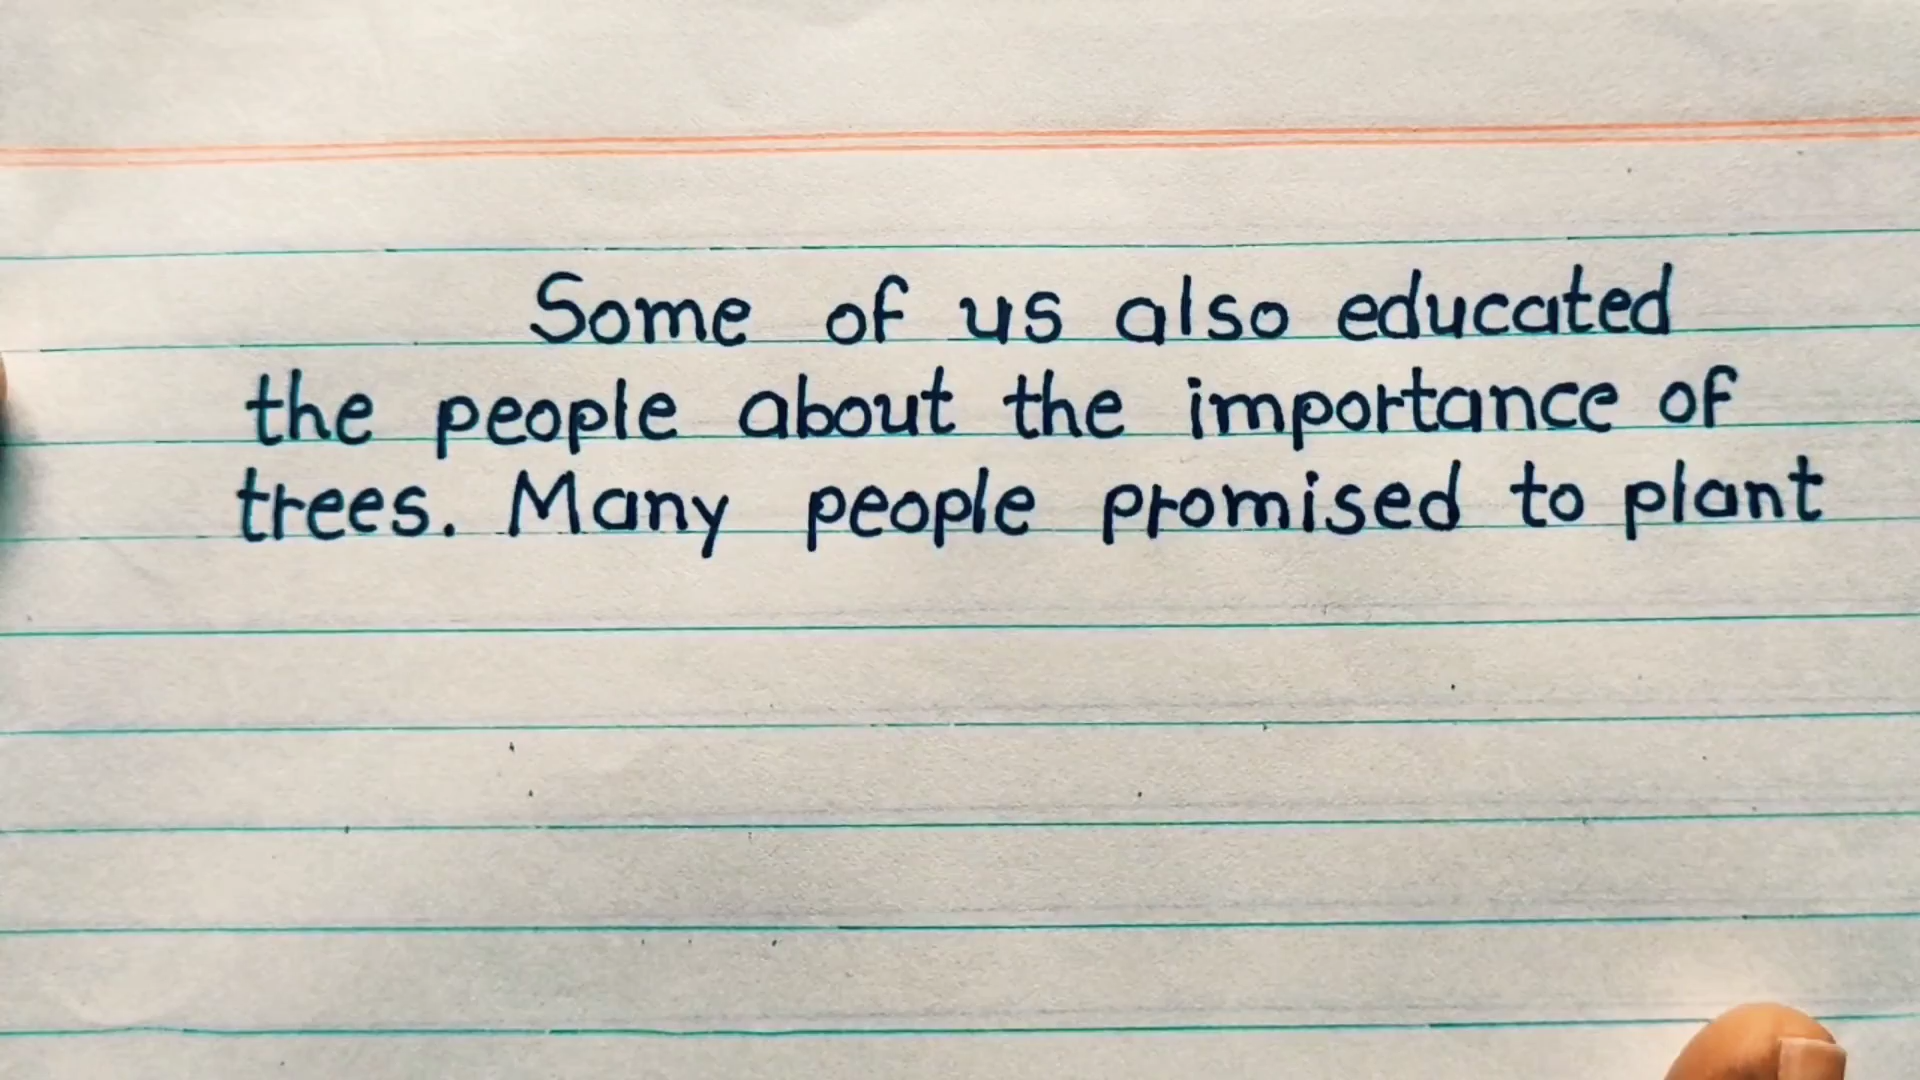 Some of us also educated
the people about the importance of
trees. Many people promised to plant